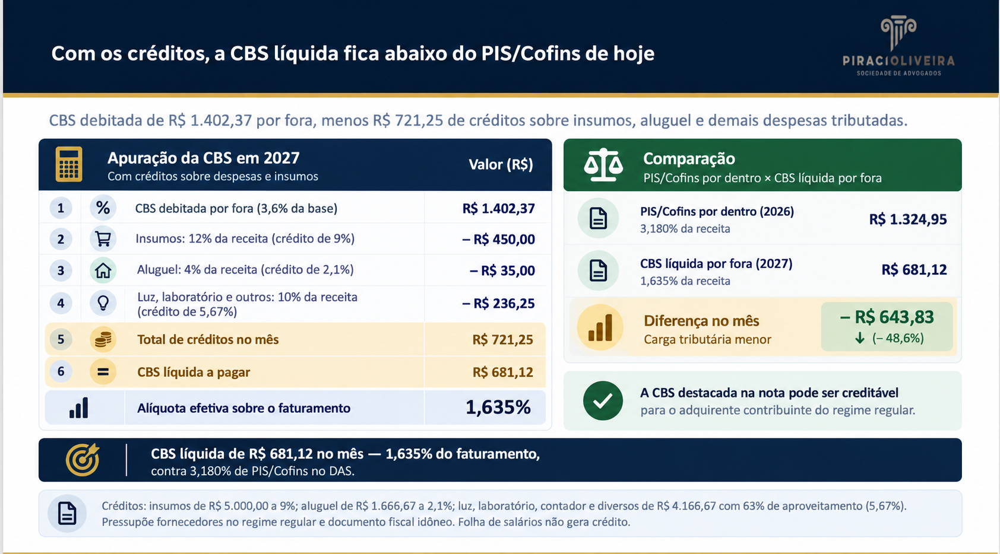 Com os créditos, a CBS líquida fica abaixo do PIS/Cofins de hoje
PIRACIOLIVEIRA
SOCIEDADE DE ADVOGADOS
CBS debitada de R$ 1.402,37 por fora, menos R$ 721,25 de créditos sobre insumos, aluguel e demais despesas tributadas.
Apuração da CBS em 2027
Com créditos sobre despesas e insumos
Valor (R$)
1 % CBS debitada por fora (3,6% da base) R$ 1.402,37
2 Insumos: 12% da receita (crédito de 9%) – R$ 450,00
3 Aluguel: 4% da receita (crédito de 2,1%) – R$ 35,00
4 Luz, laboratório e outros: 10% da receita
(crédito de 5,67%) – R$ 236,25
5 Total de créditos no mês R$ 721,25
6 = CBS líquida a pagar R$ 681,12
Alíquota efetiva sobre o faturamento 1,635%
Comparação
PIS/Cofins por dentro × CBS líquida por fora
PIS/Cofins por dentro (2026)
3,180% da receita
R$ 1.324,95
CBS líquida por fora (2027)
1,635% da receita
R$ 681,12
Diferença no mês
Carga tributária menor
– R$ 643,83
↓ (– 48,6%)
A CBS destacada na nota pode ser creditável
para o adquirente contribuinte do regime regular.
CBS líquida de R$ 681,12 no mês — 1,635% do faturamento,
contra 3,180% de PIS/Cofins no DAS.
Créditos: insumos de R$ 5.000,00 a 9%; aluguel de R$ 1.666,67 a 2,1%; luz, laboratório, contador e diversos de R$ 4.166,67 com 63% de aproveitamento (5,67%).
Pressupõe fornecedores no regime regular e documento fiscal idôneo. Folha de salários não gera crédito.